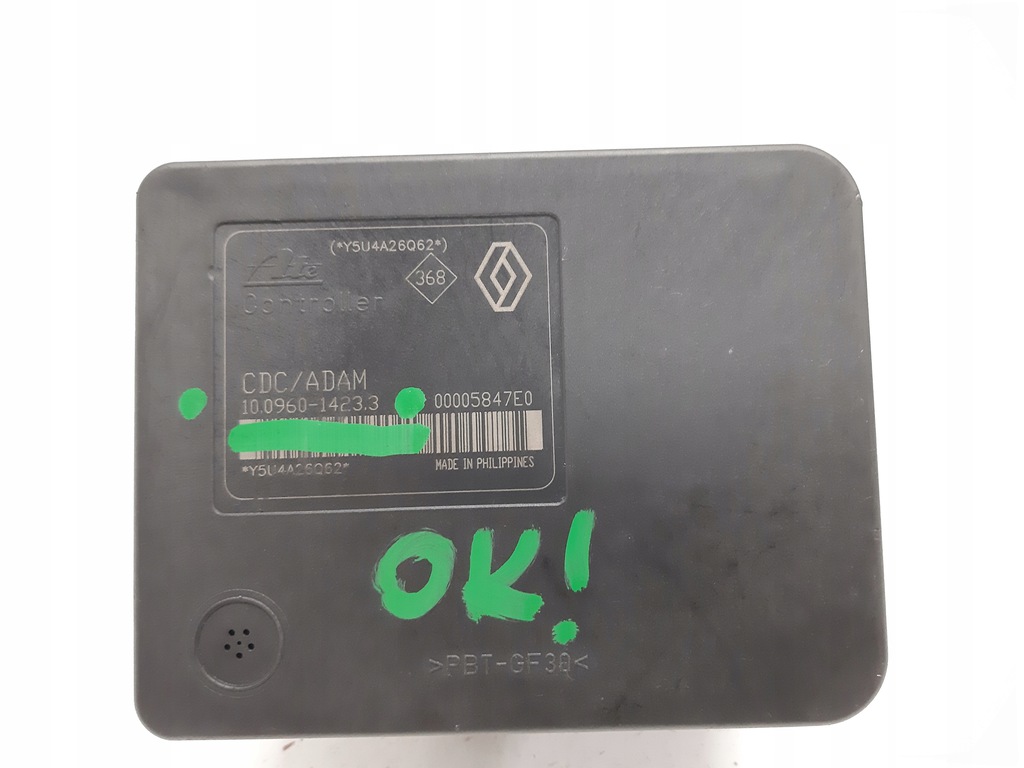 (*Y5U4A26Q62*)
Ate
368
Controller
CDC/ADAM
10.0960-1423.3 00005847E0
*Y5U4A26Q62*
MADE IN PHILIPPINES
OK!
>PBT-GF30<